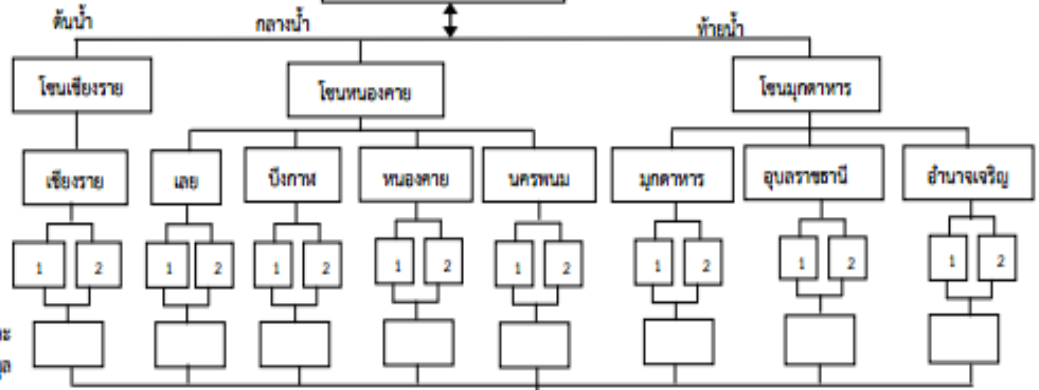 ต้นน้ำ กลางน้ำ ท้ายน้ำ
โซนเชียงราย โซนหนองคาย โซนมุกดาหาร
เชียงราย เลย บึงกาฬ หนองคาย นครพนม มุกดาหาร อุบลราชธานี อำนาจเจริญ
1 2 1 2 1 2 1 2 1 2 1 2 1 2 1 2